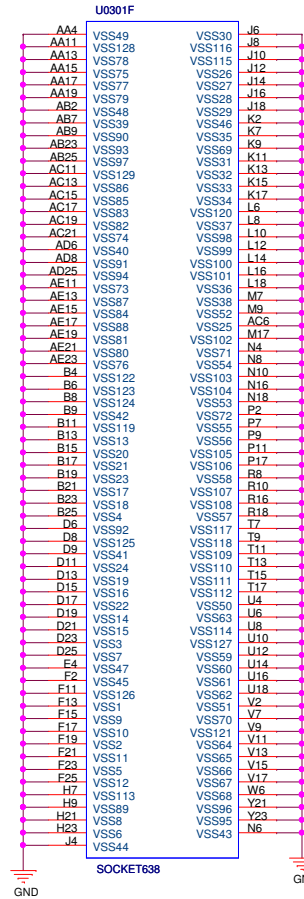 U0301F
AA4 VSS49 VSS30 J6
AA11 VSS128 VSS116 J8
AA13 VSS78 VSS115 J10
AA15 VSS75 VSS26 J12
AA17 VSS77 VSS27 J14
AA19 VSS79 VSS28 J16
AB2 VSS48 VSS29 J18
AB7 VSS39 VSS46 K2
AB9 VSS90 VSS35 K7
AB23 VSS93 VSS69 K9
AB25 VSS97 VSS31 K11
AC11 VSS129 VSS32 K13
AC13 VSS86 VSS33 K15
AC15 VSS85 VSS34 K17
AC17 VSS83 VSS120 L6
AC19 VSS82 VSS37 L8
AC21 VSS74 VSS98 L10
AD6 VSS40 VSS99 L12
AD8 VSS91 VSS100 L14
AD25 VSS94 VSS101 L16
AE11 VSS73 VSS36 L18
AE13 VSS87 VSS38 M7
AE15 VSS84 VSS52 M9
AE17 VSS88 VSS25 AC6
AE19 VSS81 VSS102 M17
AE21 VSS80 VSS71 N4
AE23 VSS76 VSS54 N8
B4 VSS122 VSS103 N10
B6 VSS123 VSS104 N16
B8 VSS124 VSS53 N18
B9 VSS42 VSS72 P2
B11 VSS119 VSS55 P7
B13 VSS13 VSS56 P9
B15 VSS20 VSS105 P11
B17 VSS21 VSS106 P17
B19 VSS23 VSS58 R8
B21 VSS17 VSS107 R10
B23 VSS18 VSS108 R16
B25 VSS4 VSS57 R18
D6 VSS92 VSS117 T7
D8 VSS125 VSS118 T9
D9 VSS41 VSS109 T11
D11 VSS24 VSS110 T13
D13 VSS19 VSS111 T15
D15 VSS16 VSS112 T17
D17 VSS22 VSS50 U4
D19 VSS14 VSS63 U6
D21 VSS15 VSS114 U8
D23 VSS3 VSS127 U10
D25 VSS7 VSS59 U12
E4 VSS47 VSS60 U14
F2 VSS45 VSS61 U16
F11 VSS126 VSS62 U18
F13 VSS1 VSS51 V2
F15 VSS9 VSS70 V7
F17 VSS10 VSS121 V9
F19 VSS2 VSS64 V11
F21 VSS11 VSS65 V13
F23 VSS5 VSS66 V15
F25 VSS12 VSS67 V17
H7 VSS113 VSS68 W6
H9 VSS89 VSS96 Y21
H21 VSS8 VSS95 Y23
H23 VSS6 VSS43 N6
J4 VSS44
SOCKET638
GND